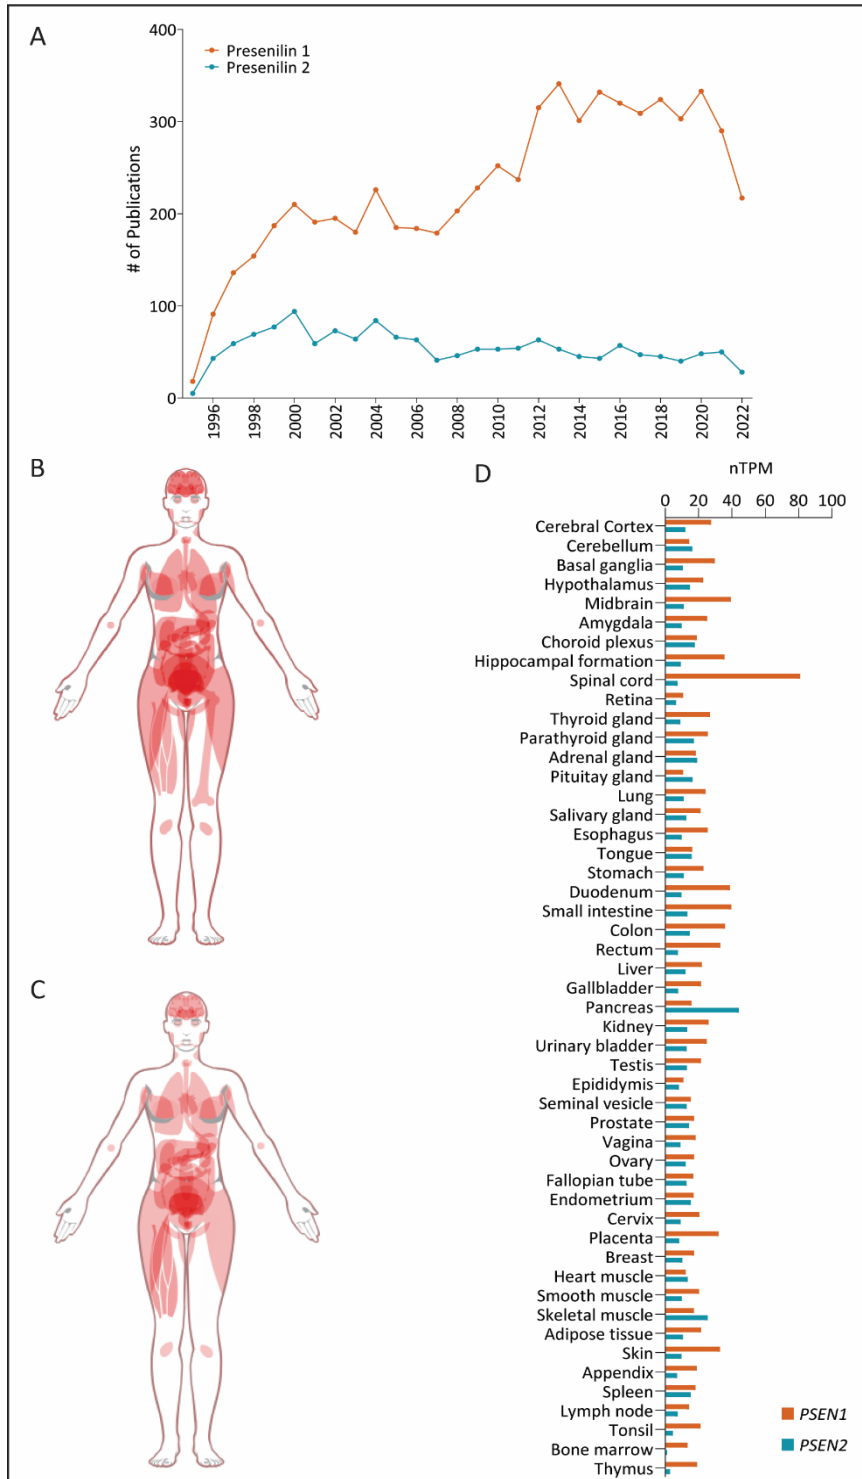 A
400
300
200
100
0
# of Publications
Presenilin 1
Presenilin 2
1996
1998
2000
2002
2004
2006
2008
2010
2012
2014
2016
2018
2020
2022
B
C
D
nTPM
0 20 40 60 80 100
Cerebral Cortex
Cerebellum
Basal ganglia
Hypothalamus
Midbrain
Amygdala
Choroid plexus
Hippocampal formation
Spinal cord
Retina
Thyroid gland
Parathyroid gland
Adrenal gland
Pituitay gland
Lung
Salivary gland
Esophagus
Tongue
Stomach
Duodenum
Small intestine
Colon
Rectum
Liver
Gallbladder
Pancreas
Kidney
Urinary bladder
Testis
Epididymis
Seminal vesicle
Prostate
Vagina
Ovary
Fallopian tube
Endometrium
Cervix
Placenta
Breast
Heart muscle
Smooth muscle
Skeletal muscle
Adipose tissue
Skin
Appendix
Spleen
Lymph node
Tonsil
Bone marrow
Thymus
PSEN1
PSEN2